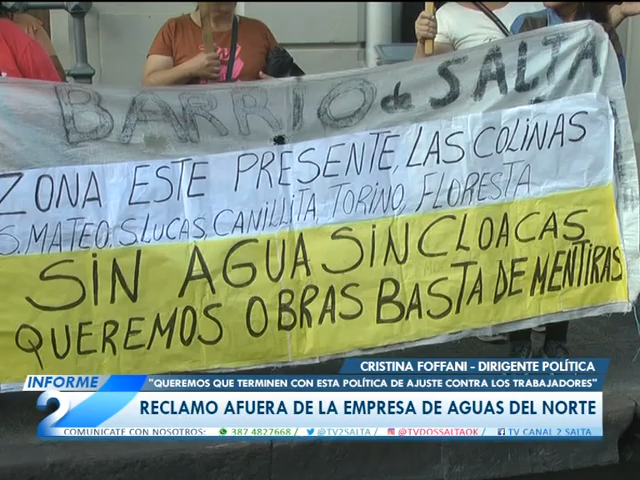 BARRIO de SALTA
ZONA ESTE PRESENTE, LAS COLINAS
S. MATEO, S. LUCAS, CANILLITA, TORINO, FLORESTA
SIN AGUA SIN CLOACAS
QUEREMOS OBRAS BASTA DE MENTIRAS
CRISTINA FOFFANI - DIRIGENTE POLÍTICA
INFORME
2
"QUEREMOS QUE TERMINEN CON ESTA POLÍTICA DE AJUSTE CONTRA LOS TRABAJADORES"
RECLAMO AFUERA DE LA EMPRESA DE AGUAS DEL NORTE
COMUNICATE CON NOSOTROS: 387 4827668 / @TV2SALTA / @TVDOSSALTAOK / TV CANAL 2 SALTA